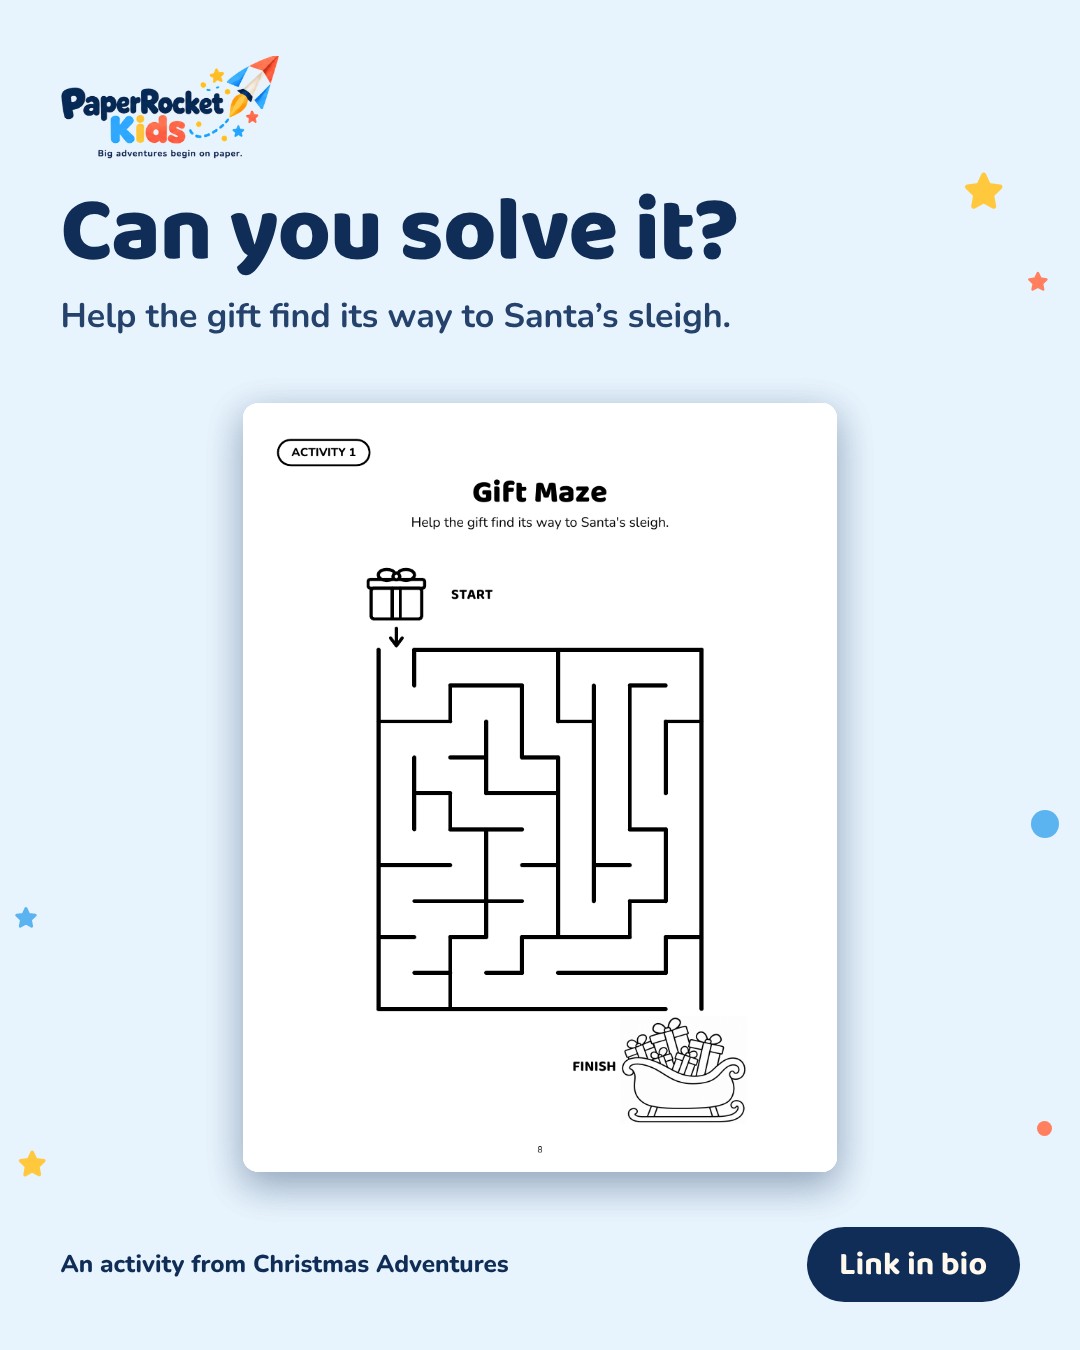 PaperRocket
Kids
Big adventures begin on paper.
Can you solve it?
Help the gift find its way to Santa’s sleigh.
ACTIVITY 1
Gift Maze
Help the gift find its way to Santa's sleigh.
START
FINISH
8
An activity from Christmas Adventures
Link in bio